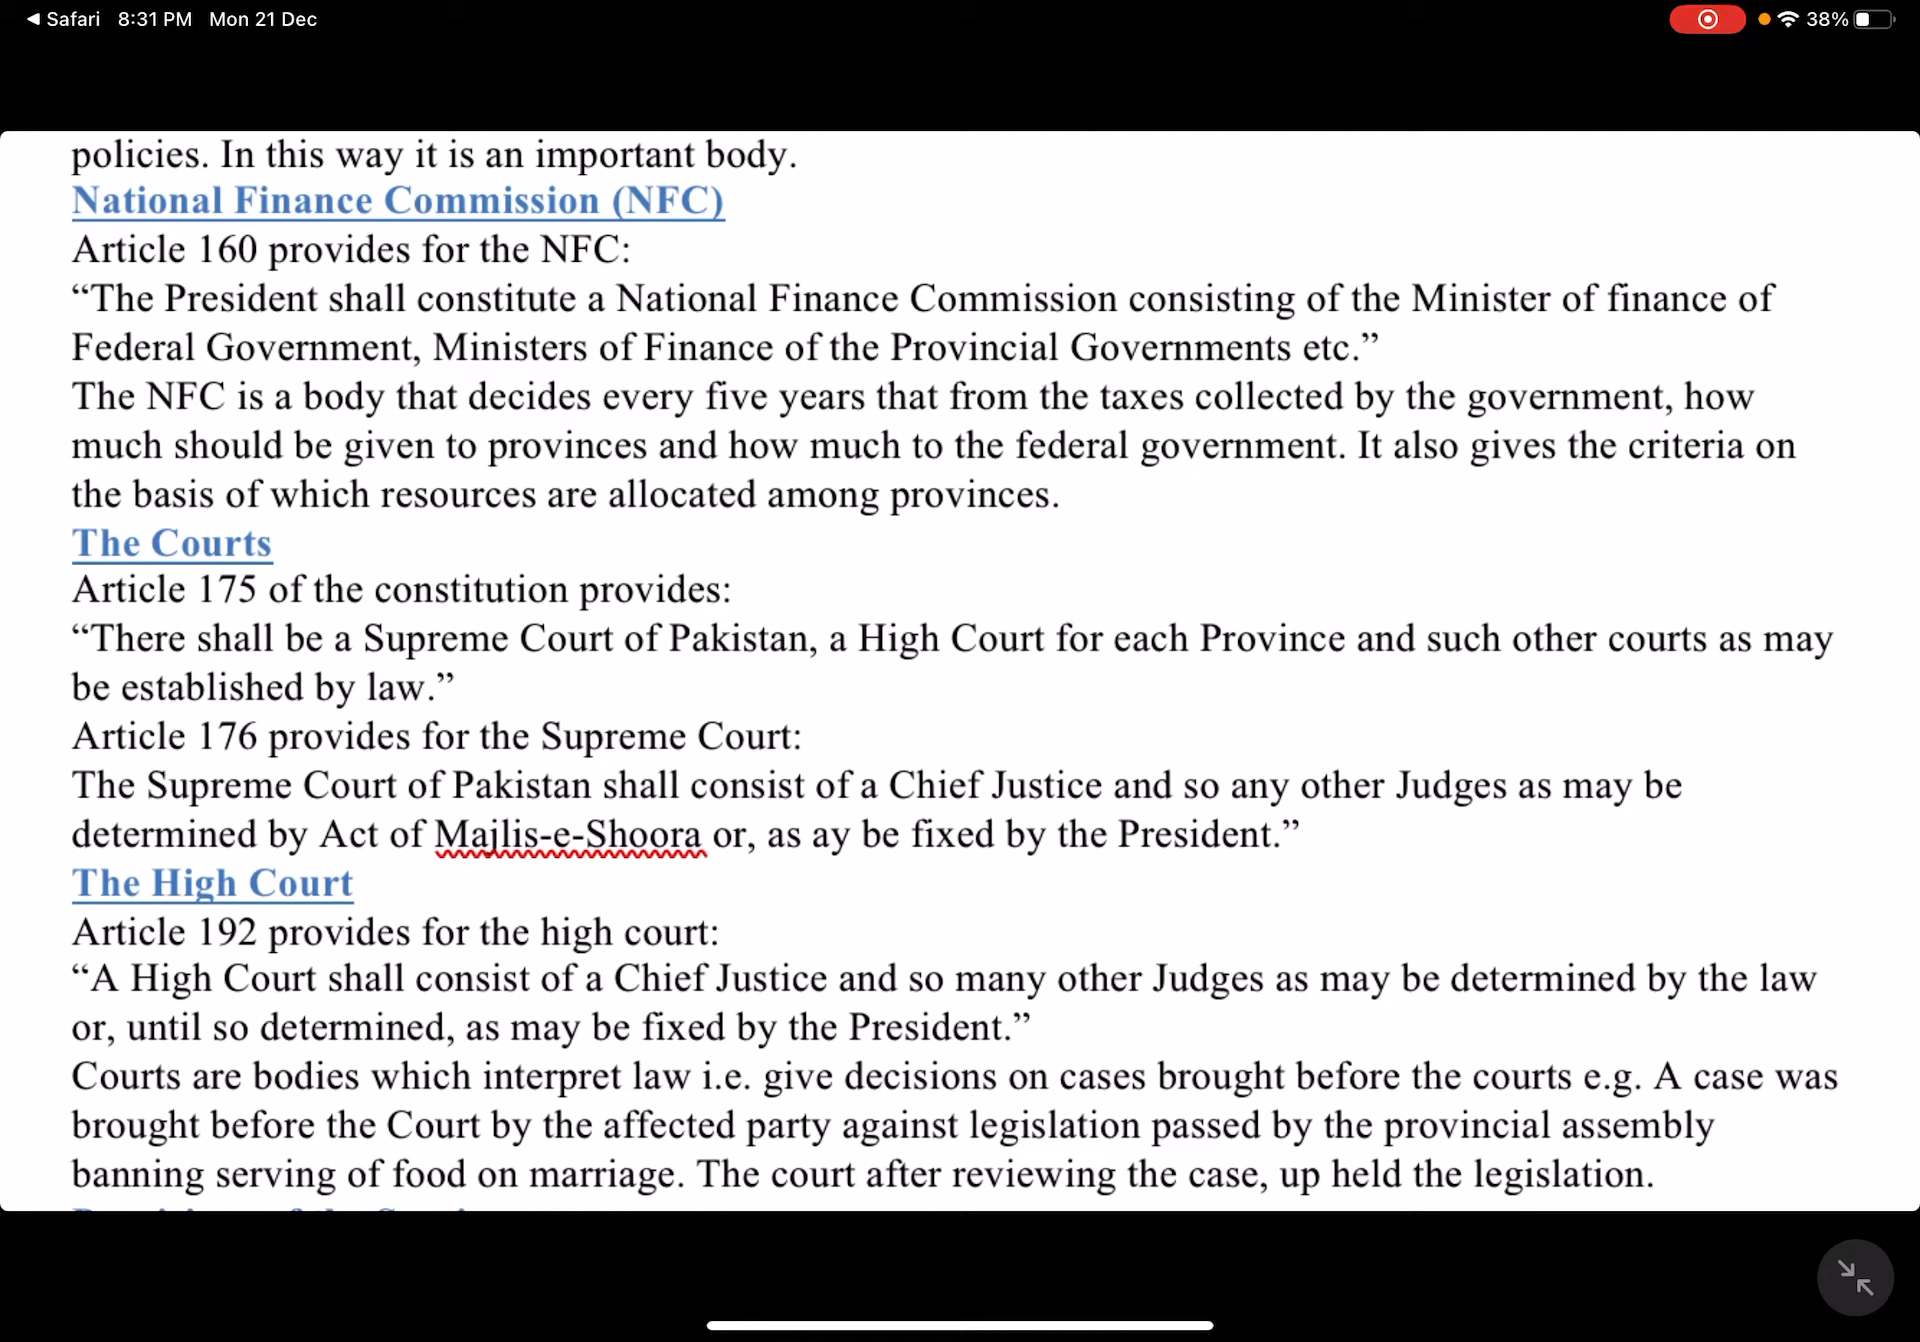 ◀ Safari 8:31 PM Mon 21 Dec 38%
policies. In this way it is an important body.
National Finance Commission (NFC)
Article 160 provides for the NFC:
“The President shall constitute a National Finance Commission consisting of the Minister of finance of
Federal Government, Ministers of Finance of the Provincial Governments etc.”
The NFC is a body that decides every five years that from the taxes collected by the government, how
much should be given to provinces and how much to the federal government. It also gives the criteria on
the basis of which resources are allocated among provinces.
The Courts
Article 175 of the constitution provides:
“There shall be a Supreme Court of Pakistan, a High Court for each Province and such other courts as may
be established by law.”
Article 176 provides for the Supreme Court:
The Supreme Court of Pakistan shall consist of a Chief Justice and so any other Judges as may be
determined by Act of Majlis-e-Shoora or, as ay be fixed by the President.”
The High Court
Article 192 provides for the high court:
“A High Court shall consist of a Chief Justice and so many other Judges as may be determined by the law
or, until so determined, as may be fixed by the President.”
Courts are bodies which interpret law i.e. give decisions on cases brought before the courts e.g. A case was
brought before the Court by the affected party against legislation passed by the provincial assembly
banning serving of food on marriage. The court after reviewing the case, up held the legislation.